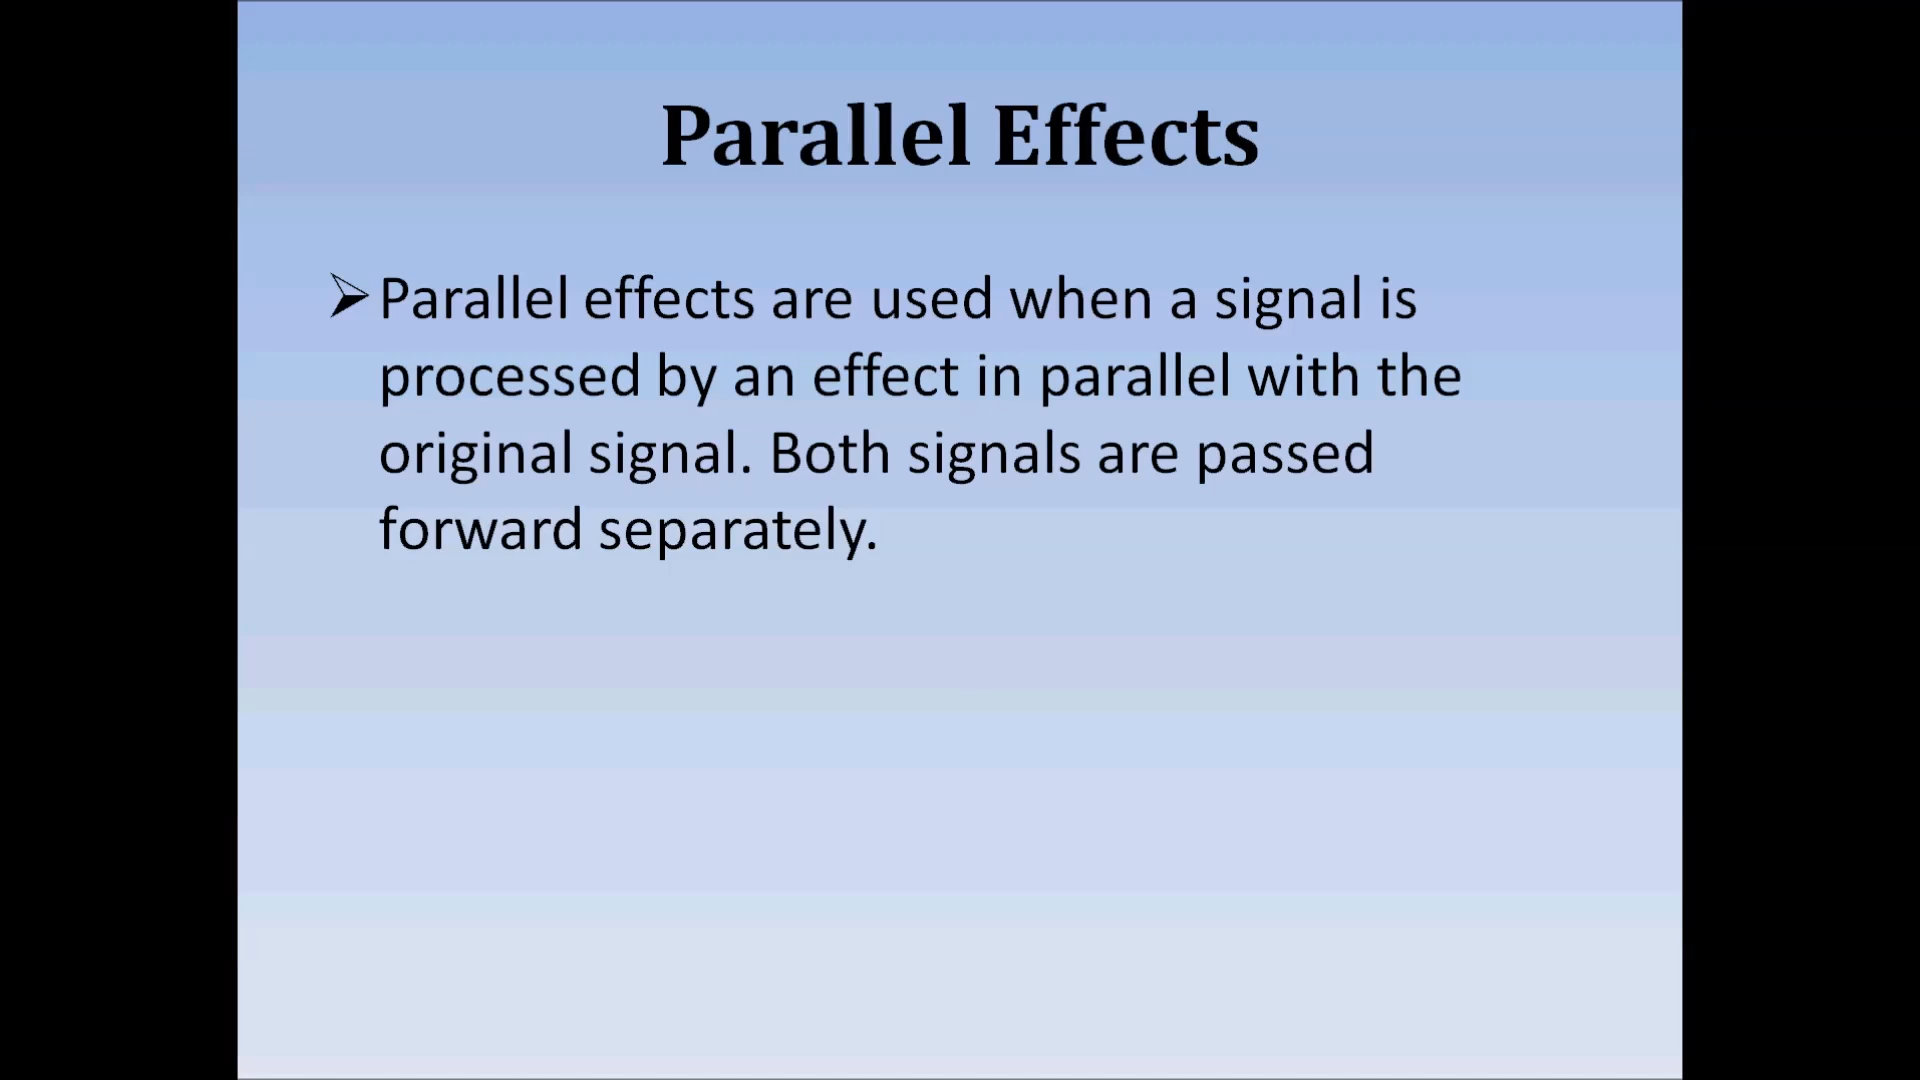 Parallel Effects
➢Parallel effects are used when a signal is
processed by an effect in parallel with the
original signal. Both signals are passed
forward separately.